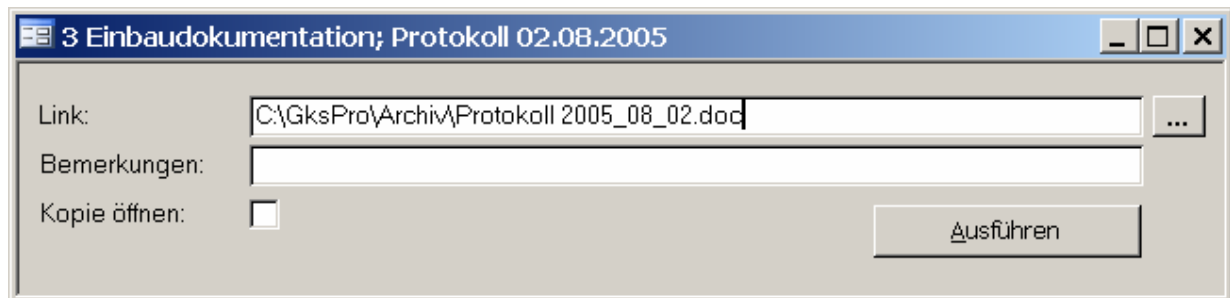 3 Einbaudokumentation; Protokoll 02.08.2005
Link: C:\GksPro\Archiv\Protokoll 2005_08_02.doc ...
Bemerkungen:
Kopie öffnen:
Ausführen